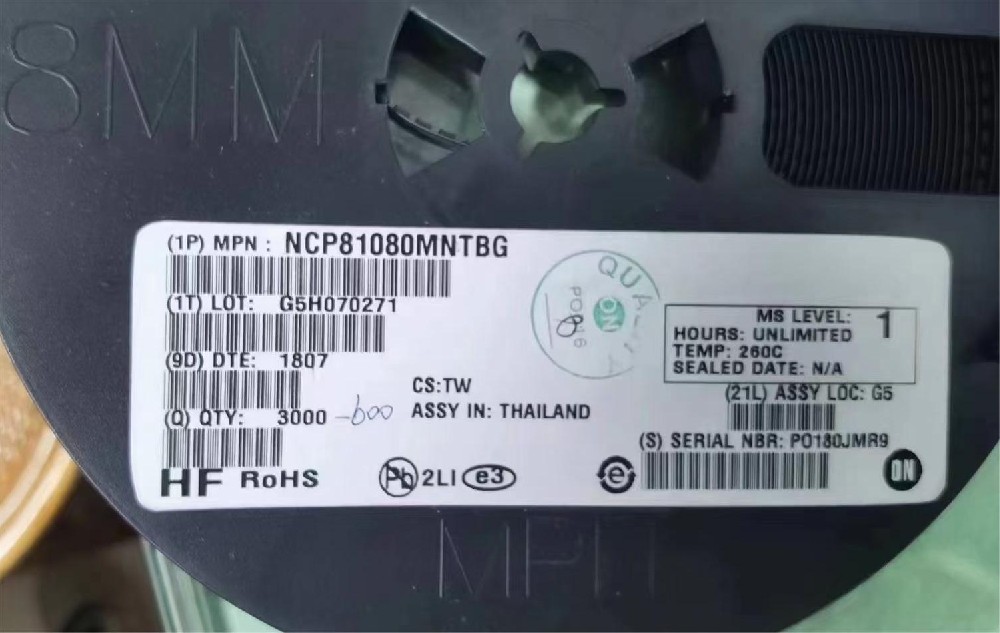 8MM
(1P) MPN : NCP81080MNTBG
(1T) LOT: G5H070271
(9D) DTE: 1807
(Q) QTY: 3000 -600
CS:TW
ASSY IN: THAILAND
HF RoHS
Pb 2LI e3
QUA
ON
MS LEVEL: 1
HOURS: UNLIMITED
TEMP: 260C
SEALED DATE: N/A
(21L) ASSY LOC: G5
(S) SERIAL NBR: PO180JMR9
e
ON